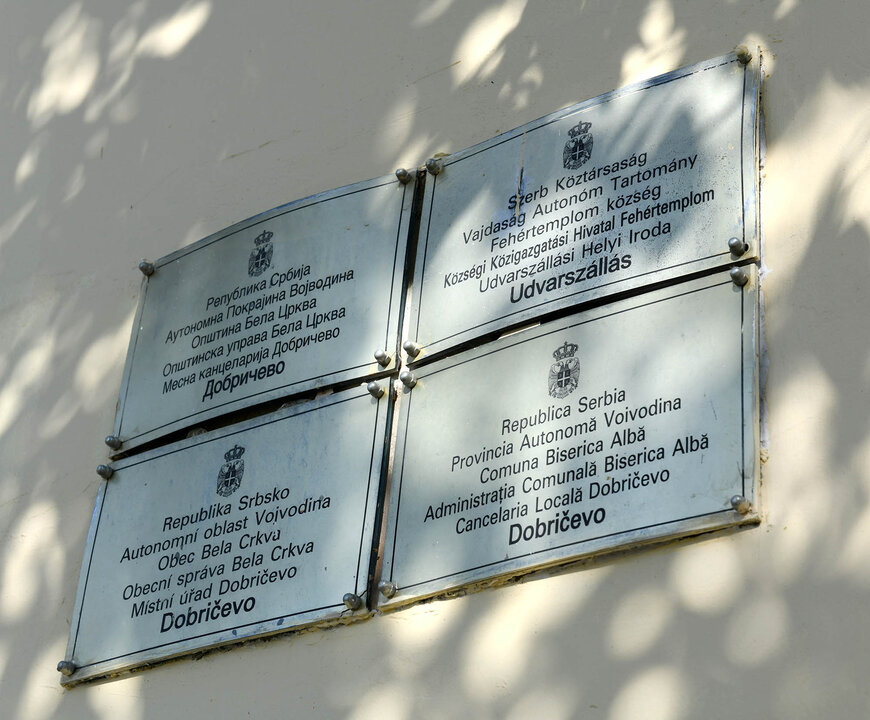 Република Србија
Аутономна Покрајина Војводина
Општина Бела Црква
Општинска управа Бела Црква
Месна канцеларија Добричево
Добричево
Szerb Köztársaság
Vajdaság Autonóm Tartomány
Fehértemplom község
Községi Közigazgatási Hivatal Fehértemplom
Udvarszállási Helyi Iroda
Udvarszállás
Republika Srbsko
Autonomní oblast Vojvodina
Obec Bela Crkva
Obecní správa Bela Crkva
Místní úřad Dobričevo
Dobričevo
Republica Serbia
Provincia Autonomă Voivodina
Comuna Biserica Albă
Administraţia Comunală Biserica Albă
Cancelaria Locală Dobričevo
Dobričevo